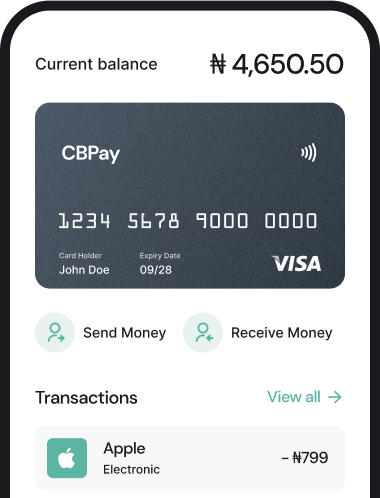 Current balance ₦ 4,650.50
CBPay
1234 5678 9000 0000
Card Holder Expiry Date
John Doe 09/28 VISA
Send Money Receive Money
Transactions View all →
Apple
Electronic
- ₦799